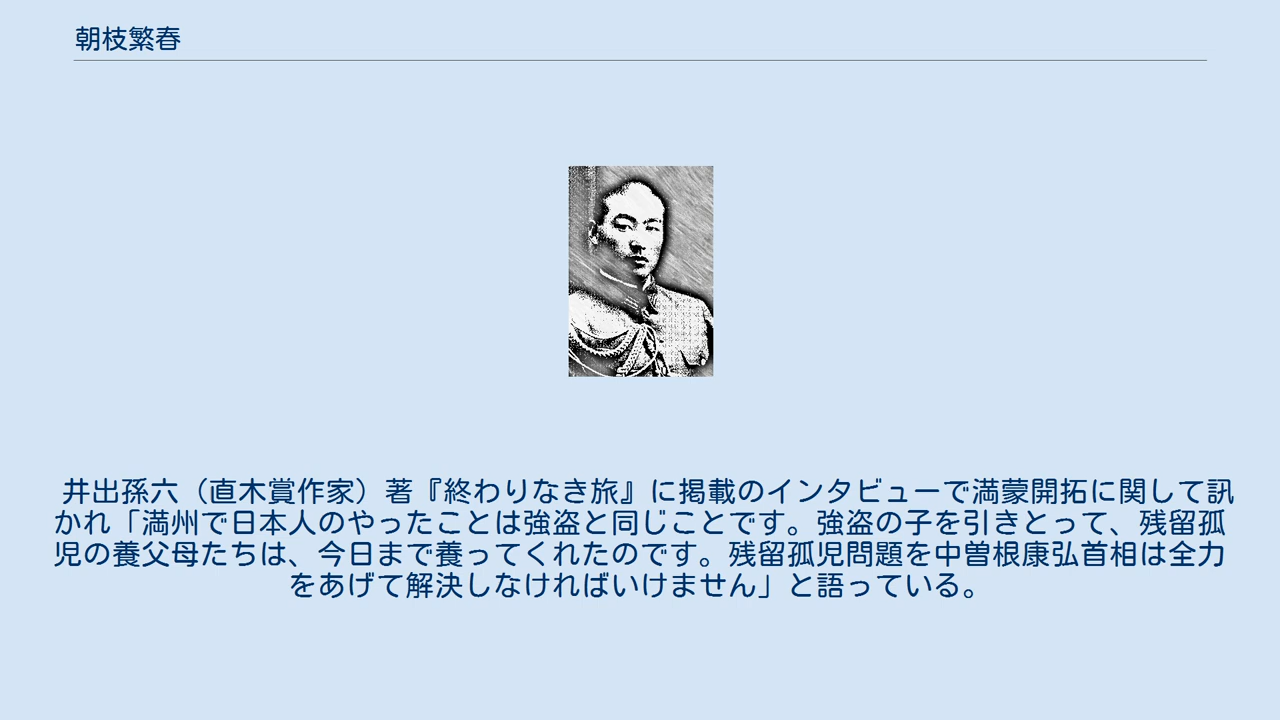 朝枝繁春
井出孫六（直木賞作家）著『終わりなき旅』に掲載のインタビューで満蒙開拓に関して訊
かれ「満州で日本人のやったことは強盗と同じことです。強盗の子を引きとって、残留孤
児の養父母たちは、今日まで養ってくれたのです。残留孤児問題を中曽根康弘首相は全力
をあげて解決しなければいけません」と語っている。